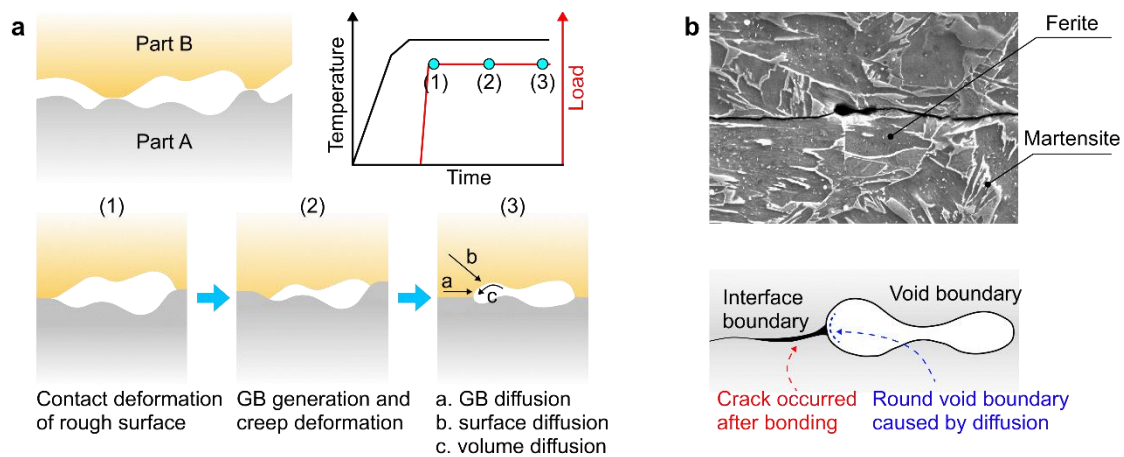 a
Part B
Part A
Temperature
(1)
(2)
(3)
Load
Time
(1)
(2)
(3)
b
a
c
Contact deformation
of rough surface
GB generation and
creep deformation
a. GB diffusion
b. surface diffusion
c. volume diffusion
b
Ferite
Martensite
Interface
boundary
Void boundary
Crack occurred
after bonding
Round void boundary
caused by diffusion